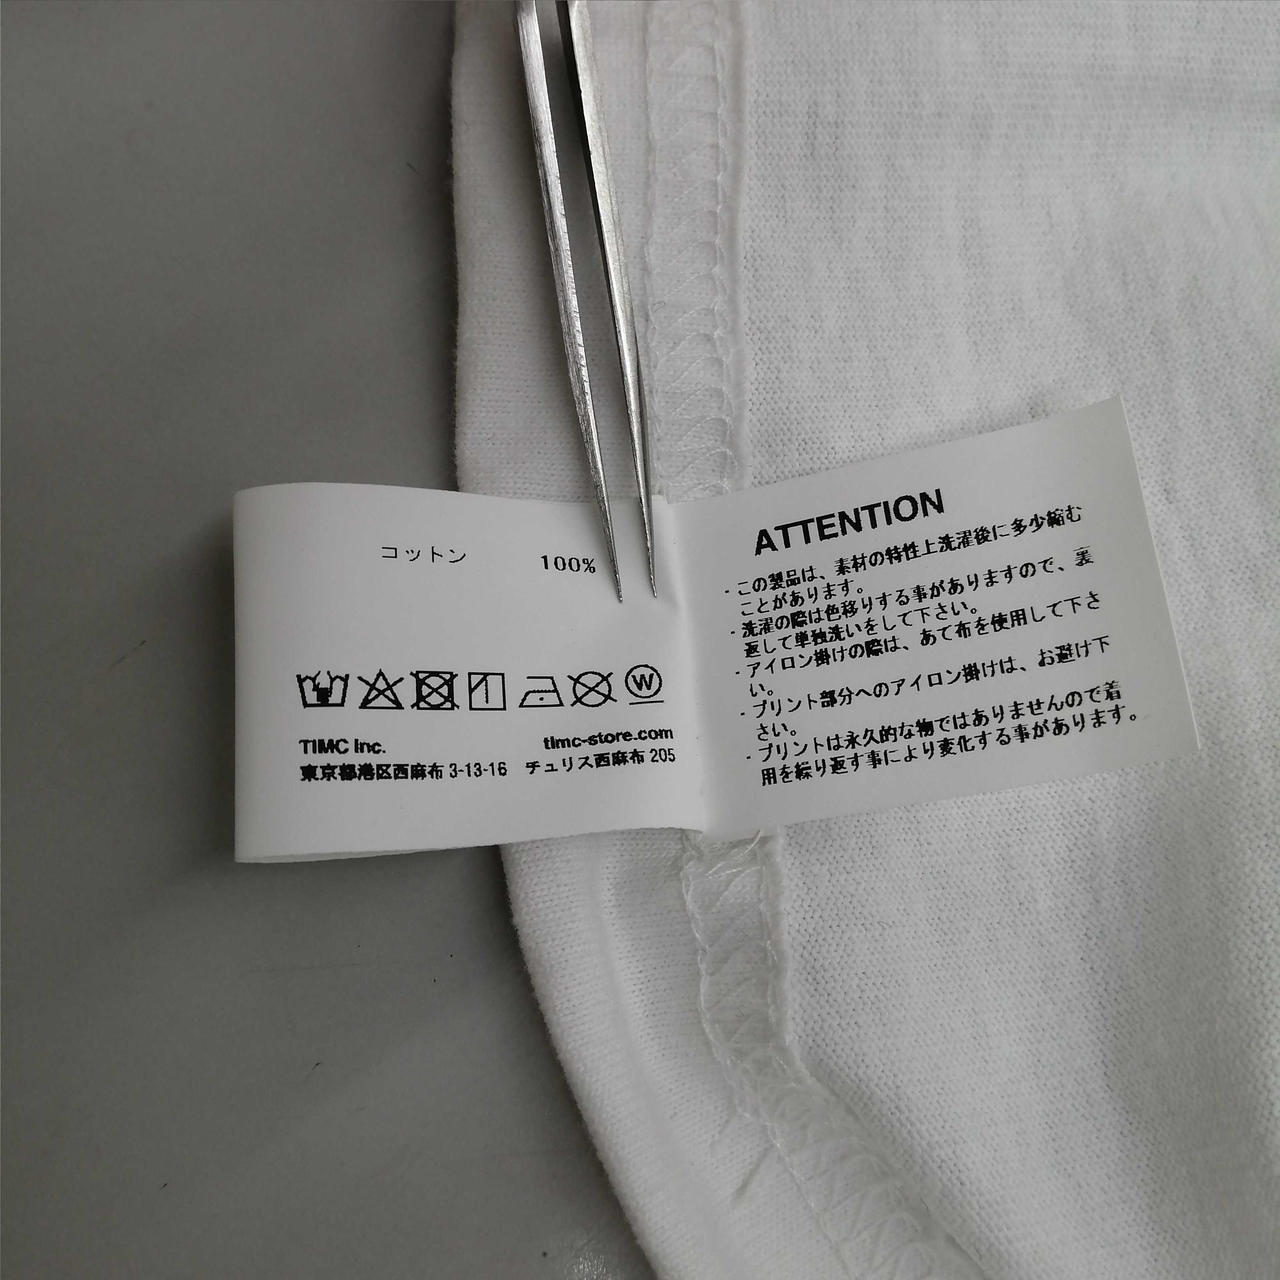 コットン 100%
TIMC Inc. timc-store.com
東京都港区西麻布 3-13-16 チュリス西麻布 205
ATTENTION
・この製品は、素材の特性上洗濯後に多少縮む
ことがあります。
・洗濯の際は色移りする事がありますので、裏
返して単独洗いをして下さい。
・アイロン掛けの際は、あて布を使用して下さ
い。
・プリント部分へのアイロン掛けは、お避け下
さい。
・プリントは永久的な物ではありませんので着
用を繰り返す事により変化する事があります。